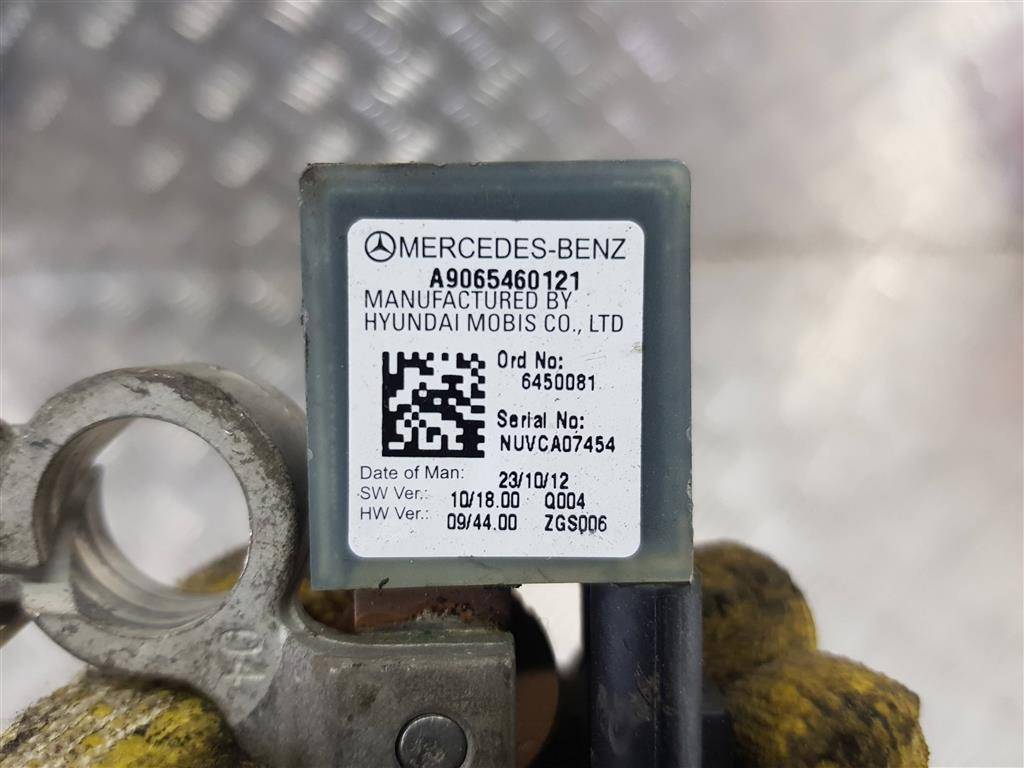 MERCEDES-BENZ
A9065460121
MANUFACTURED BY
HYUNDAI MOBIS CO., LTD
Ord No:
6450081
Serial No:
NUVCA07454
Date of Man: 23/10/12
SW Ver.: 10/18.00 Q004
HW Ver.: 09/44.00 ZGS006